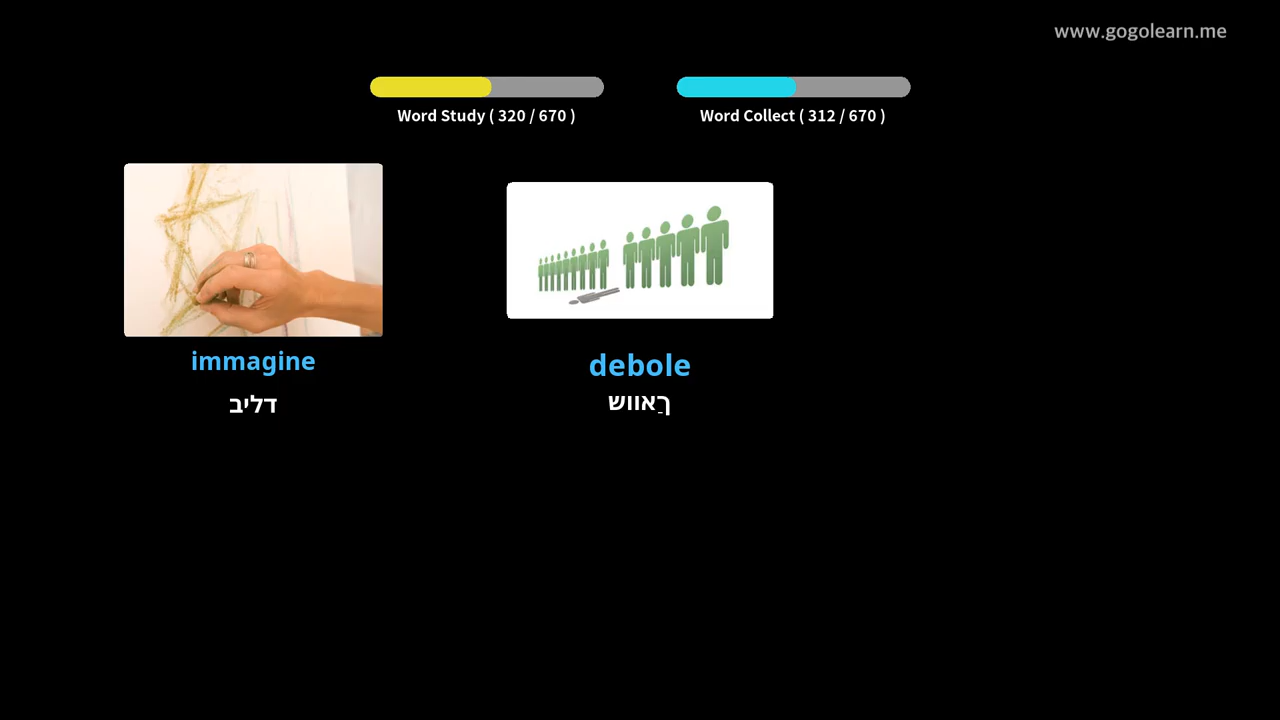 www.gogolearn.me
Word Study ( 320 / 670 )
Word Collect ( 312 / 670 )
immagine
דליב
debole
ךַאווש